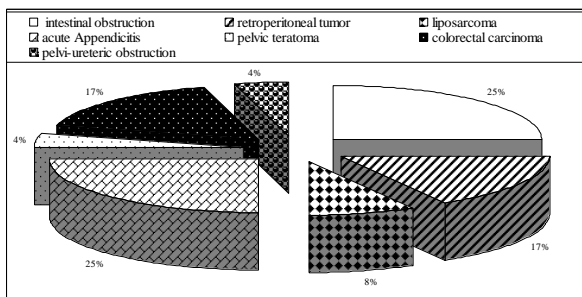 intestinal obstruction retroperitoneal tumor liposarcoma
acute Appendicitis pelvic teratoma colorectal carcinoma
pelvi-ureteric obstruction
4%
17% 25%
4%
25% 8% 17%